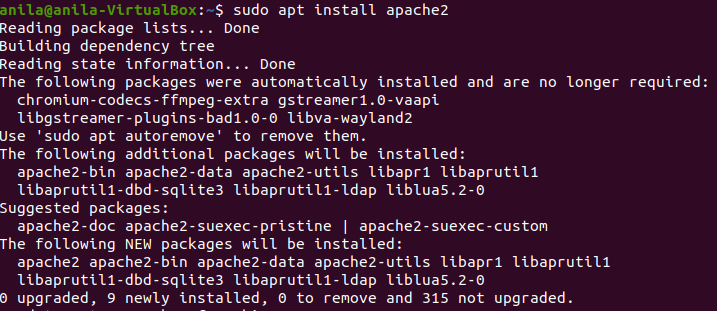 anila@anila-VirtualBox:~$ sudo apt install apache2
Reading package lists... Done
Building dependency tree
Reading state information... Done
The following packages were automatically installed and are no longer required:
  chromium-codecs-ffmpeg-extra gstreamer1.0-vaapi
  libgstreamer-plugins-bad1.0-0 libva-wayland2
Use 'sudo apt autoremove' to remove them.
The following additional packages will be installed:
  apache2-bin apache2-data apache2-utils libapr1 libaprutil1
  libaprutil1-dbd-sqlite3 libaprutil1-ldap liblua5.2-0
Suggested packages:
  apache2-doc apache2-suexec-pristine | apache2-suexec-custom
The following NEW packages will be installed:
  apache2 apache2-bin apache2-data apache2-utils libapr1 libaprutil1
  libaprutil1-dbd-sqlite3 libaprutil1-ldap liblua5.2-0
0 upgraded, 9 newly installed, 0 to remove and 315 not upgraded.